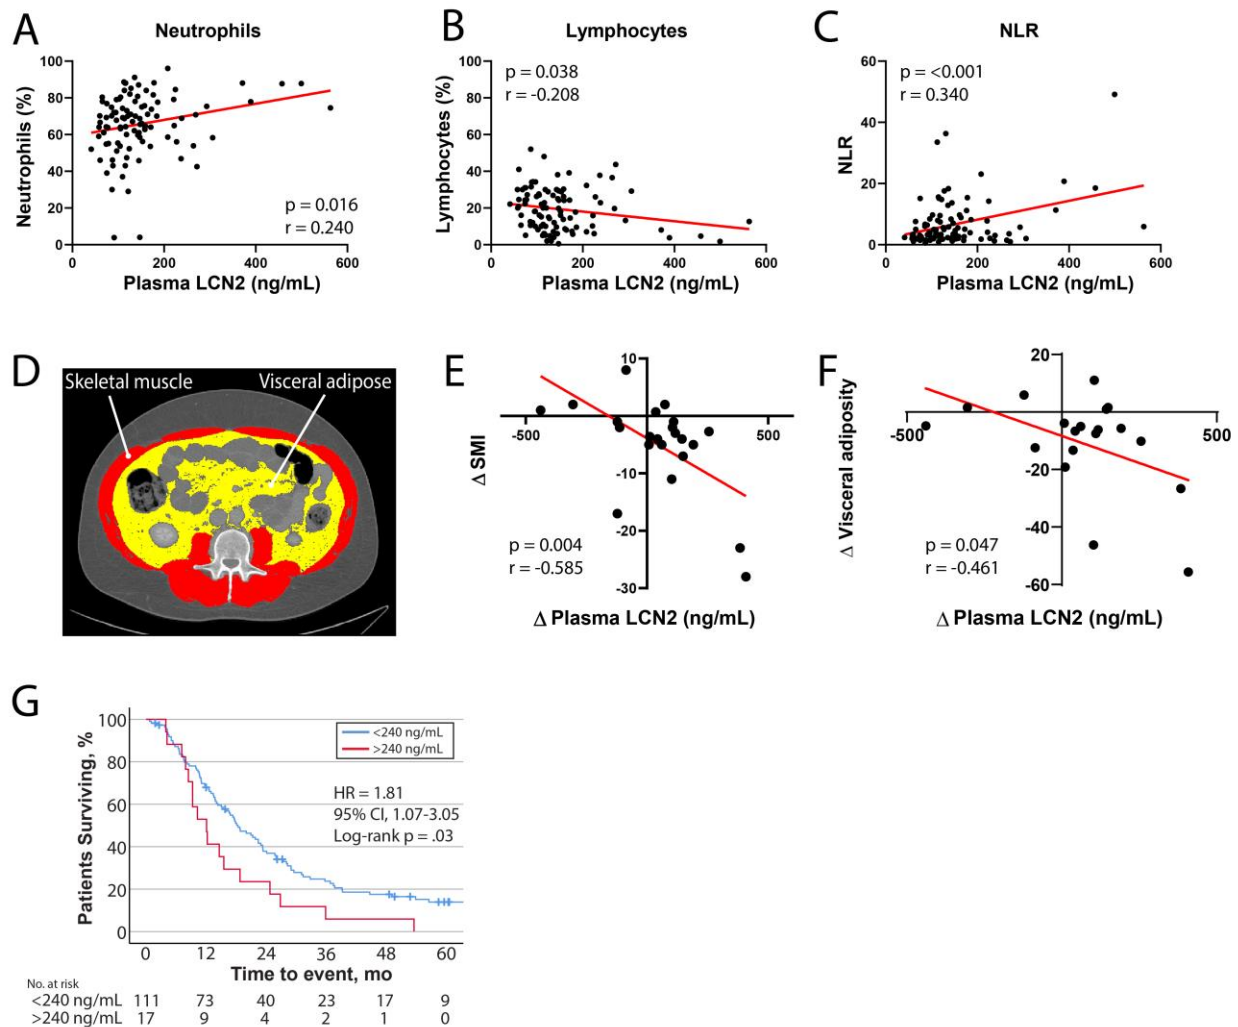 A
Neutrophils
Neutrophils (%)
100
80
60
40
20
0
0 200 400 600
p = 0.016
r = 0.240
Plasma LCN2 (ng/mL)
B
Lymphocytes
Lymphocytes (%)
100
80
60
40
20
0
0 200 400 600
p = 0.038
r = -0.208
Plasma LCN2 (ng/mL)
C
NLR
NLR
60
40
20
0
0 200 400 600
p = <0.001
r = 0.340
Plasma LCN2 (ng/mL)
D
Skeletal muscle
Visceral adipose
E
Δ SMI
10
-10
-20
-30
-500 500
p = 0.004
r = -0.585
Δ Plasma LCN2 (ng/mL)
F
Δ Visceral adiposity
20
-20
-40
-60
-500 500
p = 0.047
r = -0.461
Δ Plasma LCN2 (ng/mL)
G
Patients Surviving, %
100
80
60
40
20
0
<240 ng/mL
>240 ng/mL
HR = 1.81
95% CI, 1.07-3.05
Log-rank p = .03
0 12 24 36 48 60
Time to event, mo
No. at risk
<240 ng/mL 111 73 40 23 17 9
>240 ng/mL 17 9 4 2 1 0